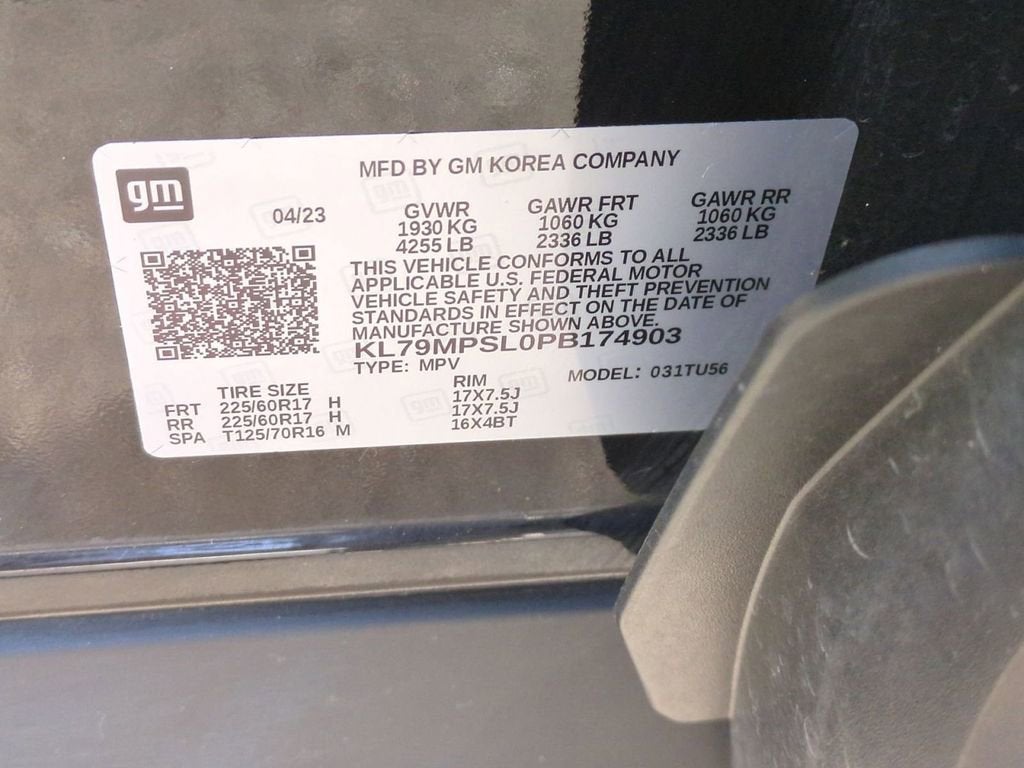 gm
MFD BY GM KOREA COMPANY
04/23
GVWR GAWR FRT GAWR RR
1930 KG 1060 KG 1060 KG
4255 LB 2336 LB 2336 LB
THIS VEHICLE CONFORMS TO ALL
APPLICABLE U.S. FEDERAL MOTOR
VEHICLE SAFETY AND THEFT PREVENTION
STANDARDS IN EFFECT ON THE DATE OF
MANUFACTURE SHOWN ABOVE.
KL79MPSL0PB174903
TYPE: MPV MODEL: 031TU56
TIRE SIZE RIM
FRT 225/60R17 H 17X7.5J
RR 225/60R17 H 17X7.5J
SPA T125/70R16 M 16X4BT